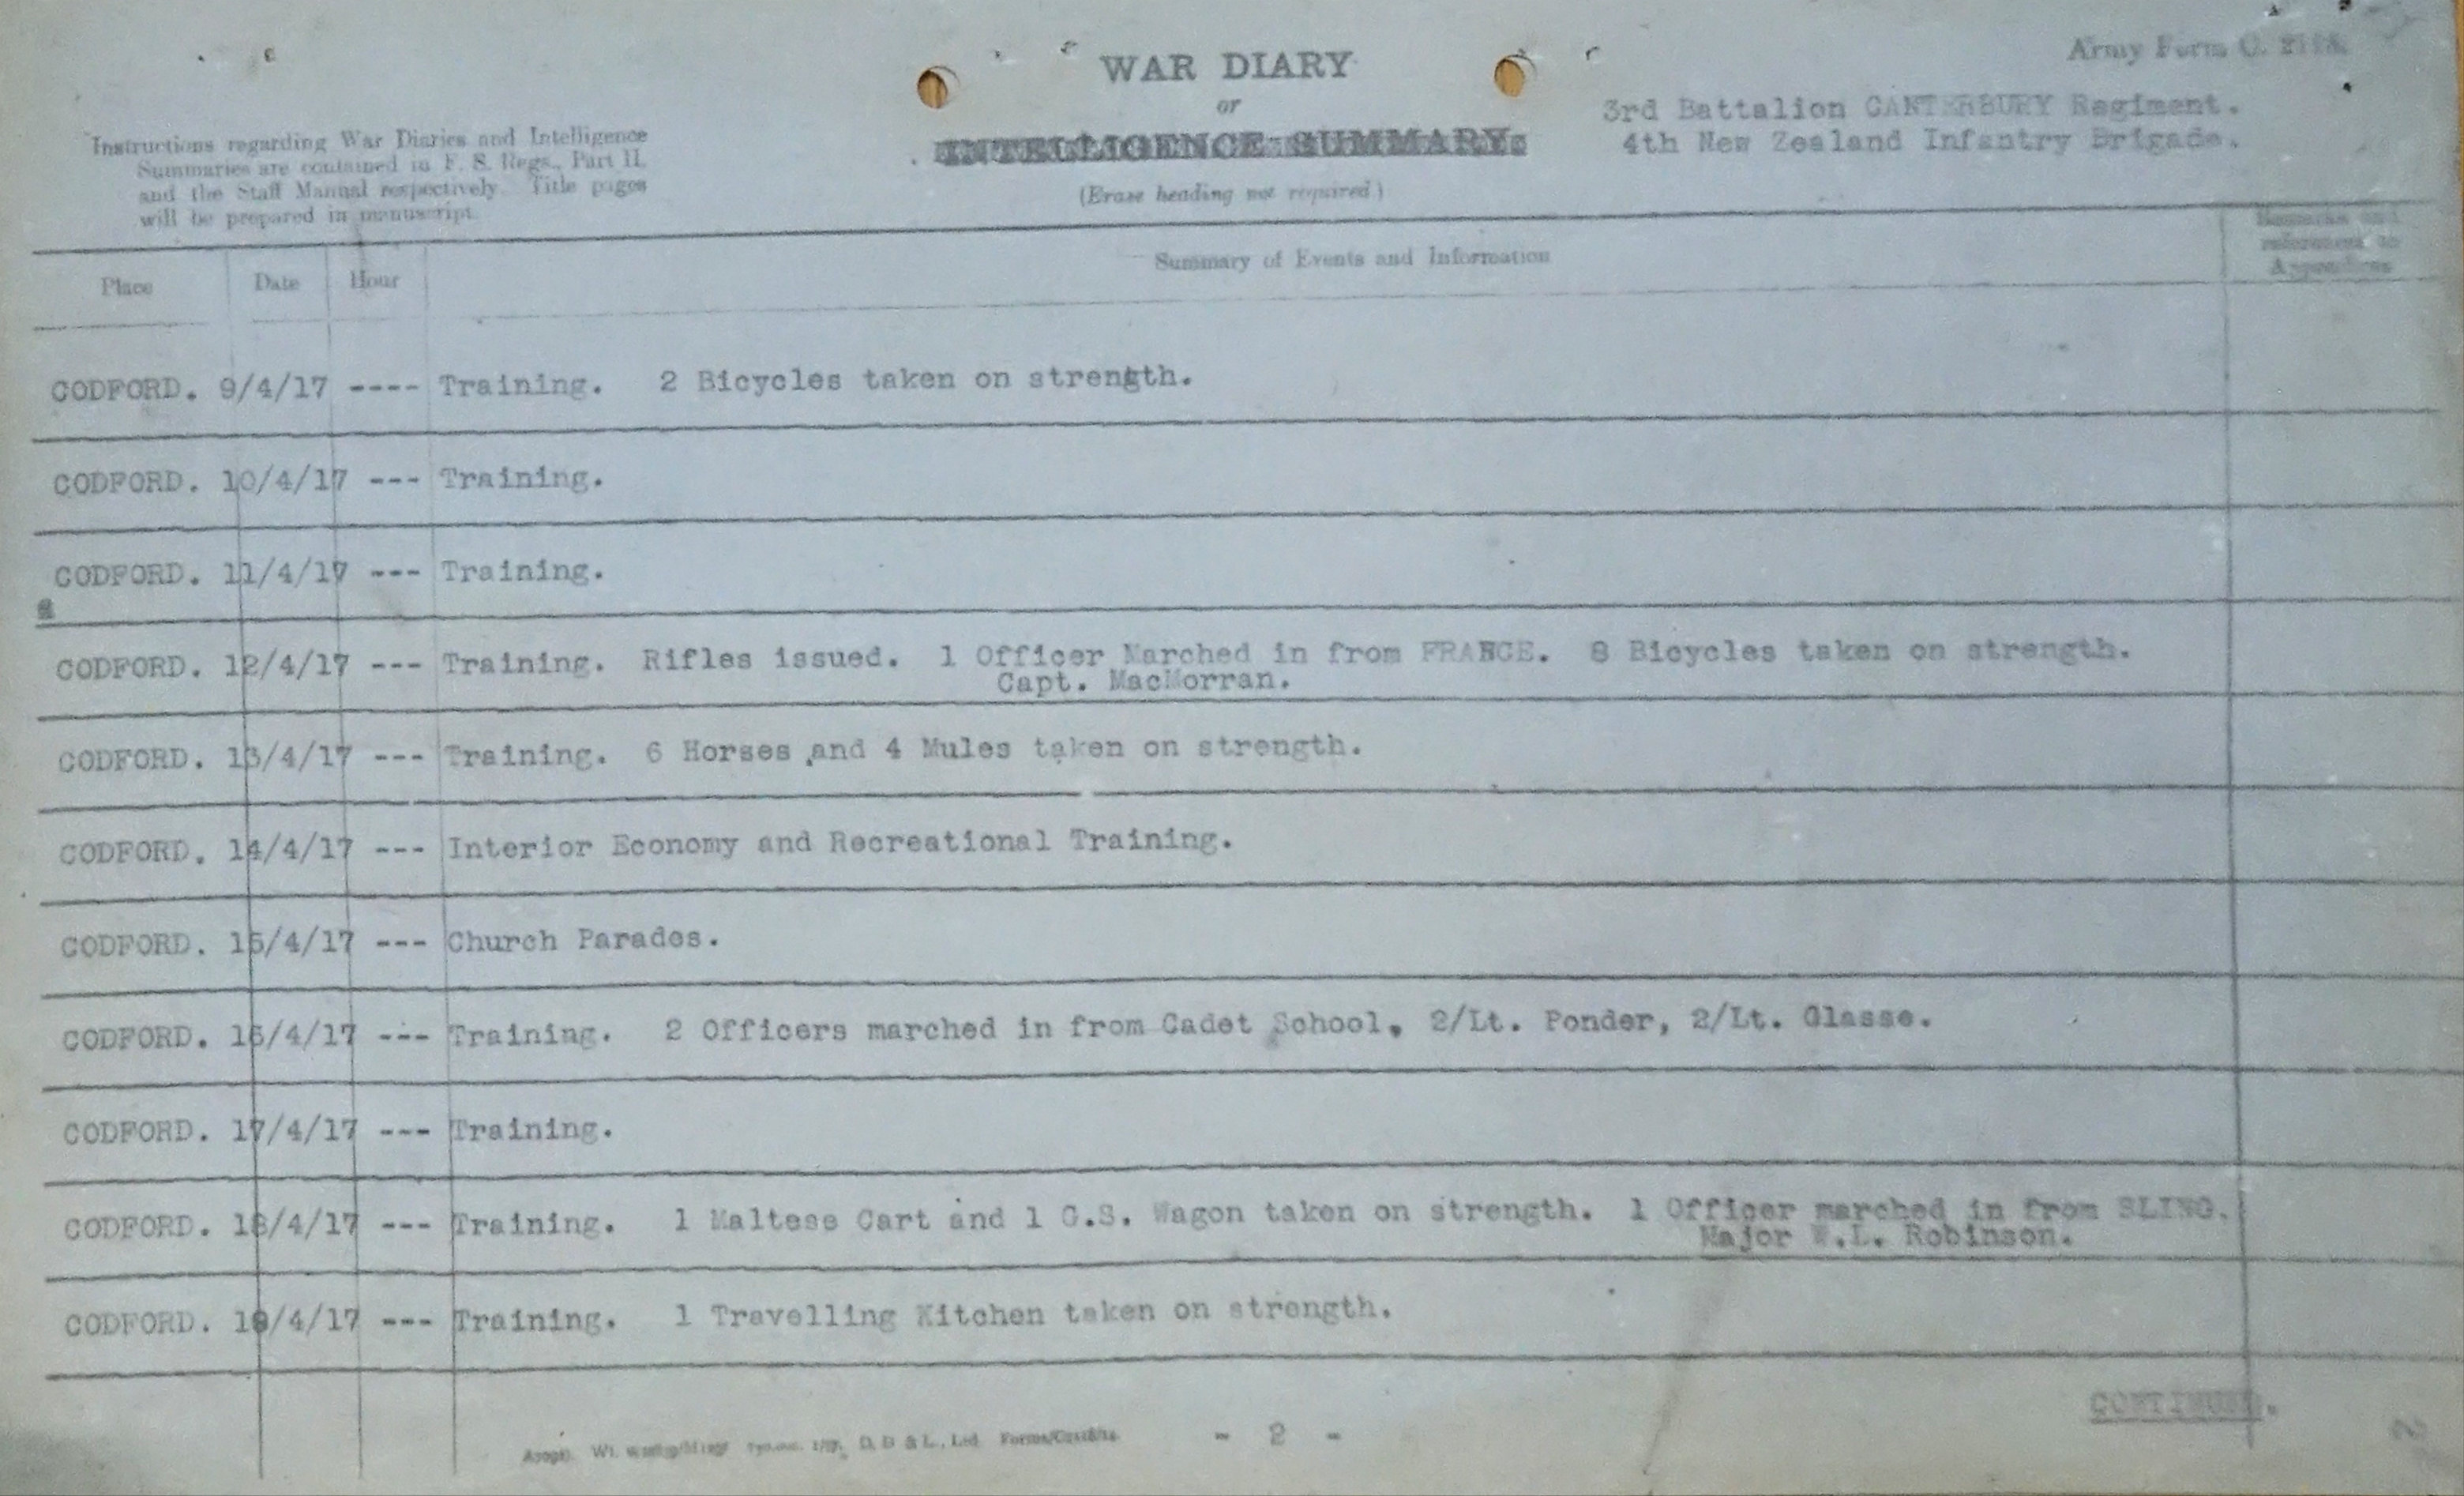 Army Form C. 2118.
WAR DIARY
or
INTELLIGENCE SUMMARY.
(Erase heading not required)
3rd Battalion CANTERBURY Regiment.
4th New Zealand Infantry Brigade.
Instructions regarding War Diaries and Intelligence
Summaries are contained in F. S. Regs., Part II.
and the Staff Manual respectively. Title pages
will be prepared in manuscript.
Place Date Hour Summary of Events and Information Remarks and
references to
Appendices
CODFORD. 9/4/17 ---- Training. 2 Bicycles taken on strength.
CODFORD. 10/4/17 --- Training.
CODFORD. 11/4/17 --- Training.
CODFORD. 12/4/17 --- Training. Rifles issued. 1 Officer Marched in from FRANCE. 8 Bicycles taken on strength.
Capt. MacMorran.
CODFORD. 13/4/17 --- Training. 6 Horses and 4 Mules taken on strength.
CODFORD. 14/4/17 --- Interior Economy and Recreational Training.
CODFORD. 15/4/17 --- Church Parades.
CODFORD. 16/4/17 --- Training. 2 Officers marched in from Cadet School. 2/Lt. Ponder, 2/Lt. Glasse.
CODFORD. 17/4/17 --- Training.
CODFORD. 18/4/17 --- Training. 1 Maltese Cart and 1 G.S. Wagon taken on strength. 1 Officer marched in from SLING.
Major W.L. Robinson.
CODFORD. 19/4/17 --- Training. 1 Travelling Kitchen taken on strength.
CONTINUED.
D. D & L., Ltd
- 2 -
2